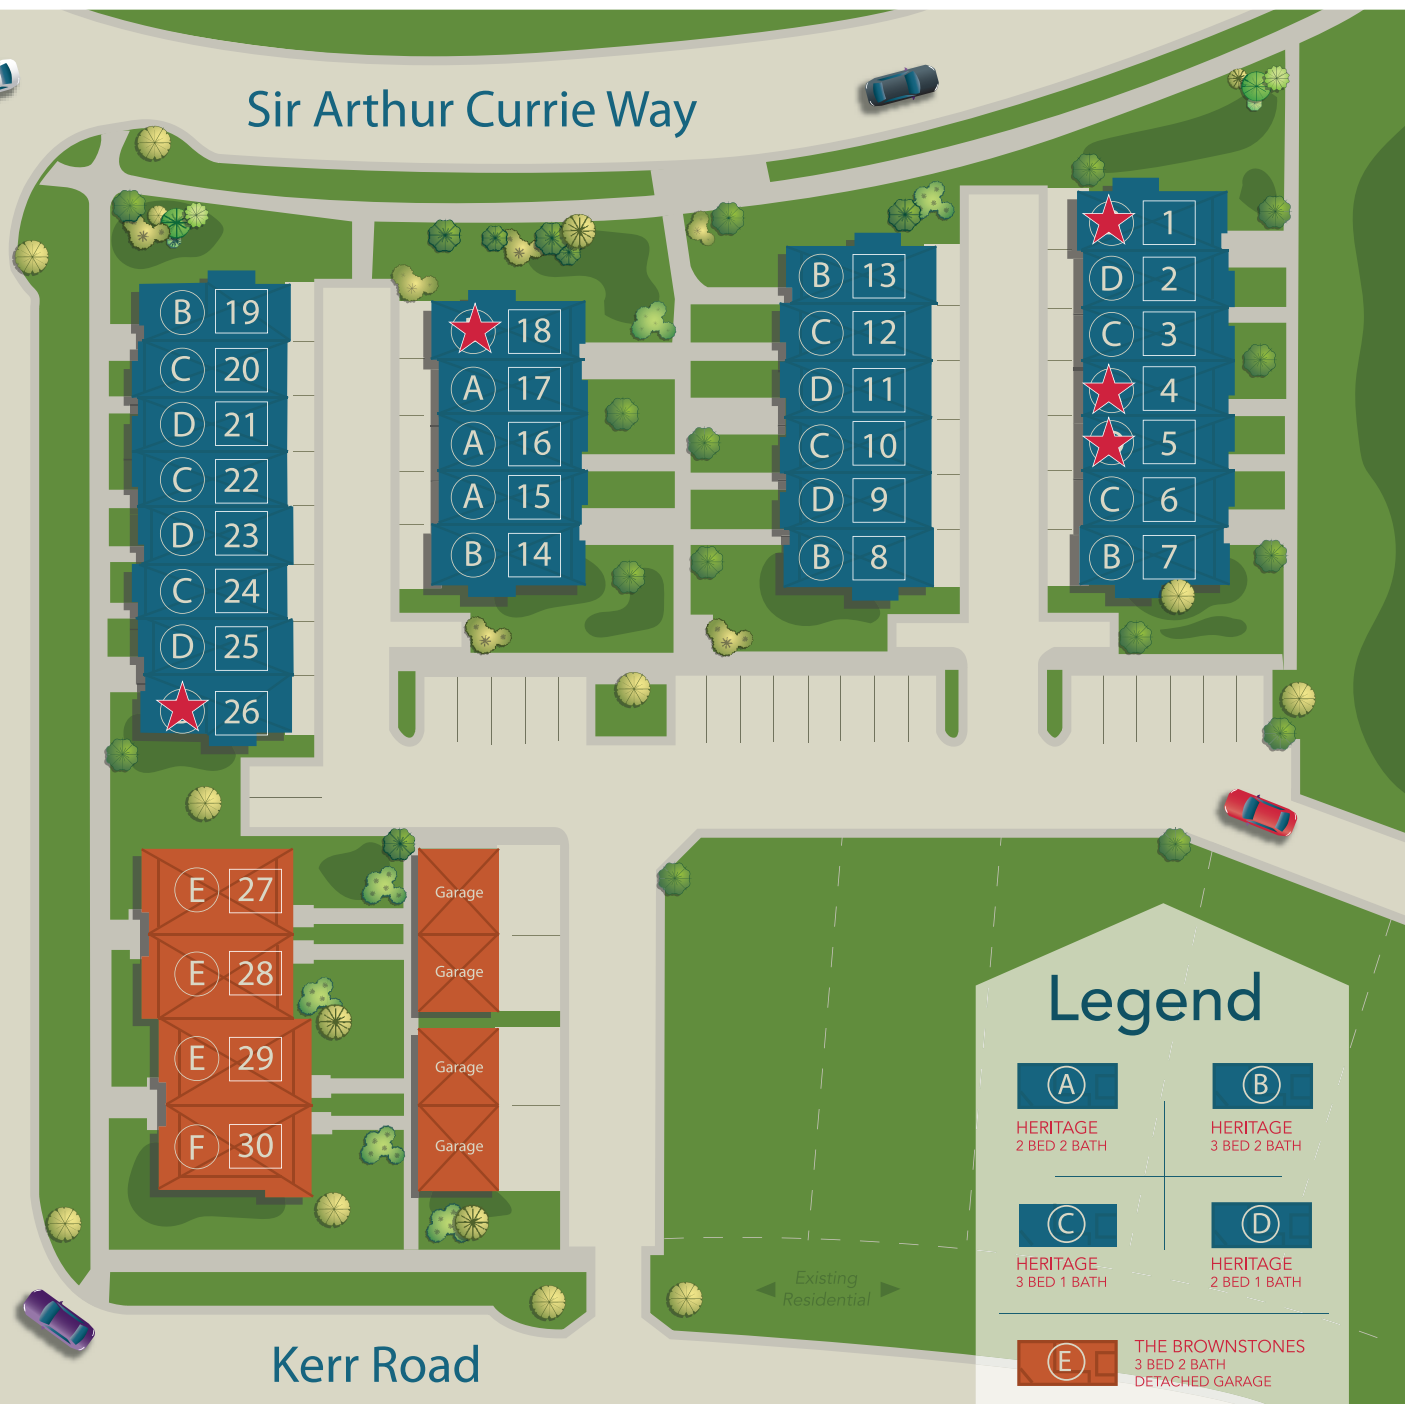 Sir Arthur Currie Way
1
D 2
C 3
4
5
C 6
B 7
B 13
C 12
D 11
C 10
D 9
B 8
18
A 17
A 16
A 15
B 14
B 19
C 20
D 21
C 22
D 23
C 24
D 25
26
E 27
E 28
E 29
F 30
Garage
Garage
Garage
Garage
Existing
Residential
Kerr Road
Legend
A
HERITAGE
2 BED 2 BATH
B
HERITAGE
3 BED 2 BATH
C
HERITAGE
3 BED 1 BATH
D
HERITAGE
2 BED 1 BATH
E
THE BROWNSTONES
3 BED 2 BATH
DETACHED GARAGE